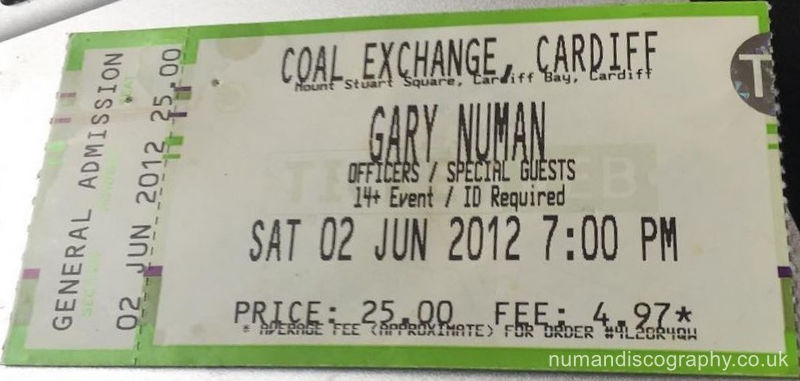 GENERAL ADMISSION
02 JUN 2012 25.00
COAL EXCHANGE, CARDIFF
Mount Stuart Square, Cardiff Bay, Cardiff
GARY NUMAN
OFFICERS / SPECIAL GUESTS
14+ Event / ID Required
SAT 02 JUN 2012 7:00 PM
PRICE: 25.00 FEE: 4.97*
* AVERAGE FEE (APPROXIMATE) FOR ORDER
numandiscography.co.uk